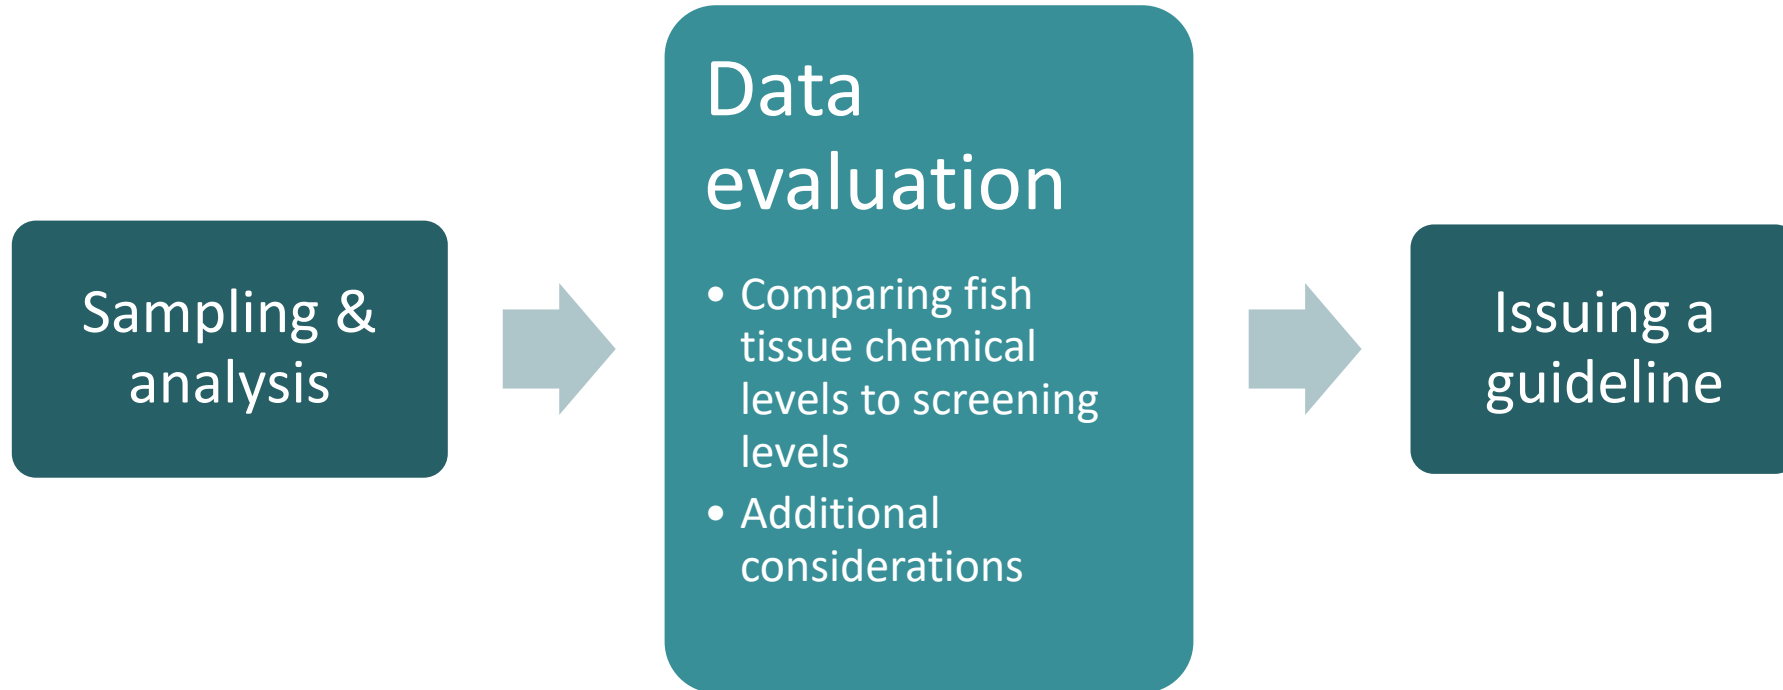 Sampling &
analysis
Data
evaluation
• Comparing fish
tissue chemical
levels to screening
levels
• Additional
considerations
Issuing a
guideline